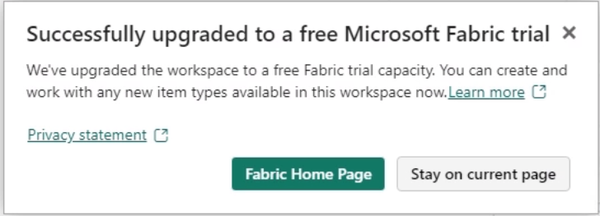 Successfully upgraded to a free Microsoft Fabric trial
We've upgraded the workspace to a free Fabric trial capacity. You can create and
work with any new item types available in this workspace now.Learn more
Privacy statement
Fabric Home Page
Stay on current page